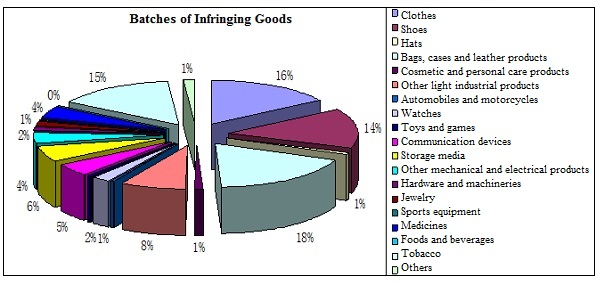 Batches of Infringing Goods
1%
15%
16%
0%
4%
1%
2%
14%
4%
6%
5%
2%
1%
8%
1%
18%
1%
Clothes
Shoes
Hats
Bags, cases and leather products
Cosmetic and personal care products
Other light industrial products
Automobiles and motorcycles
Watches
Toys and games
Communication devices
Storage media
Other mechanical and electrical products
Hardware and machineries
Jewelry
Sports equipment
Medicines
Foods and beverages
Tobacco
Others